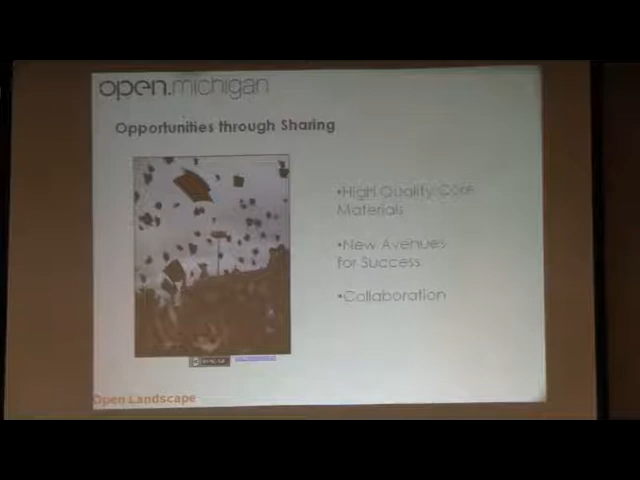 open.michigan
Opportunities through Sharing
•High Quality Core
Materials
•New Avenues
for Success
•Collaboration
Open Landscape